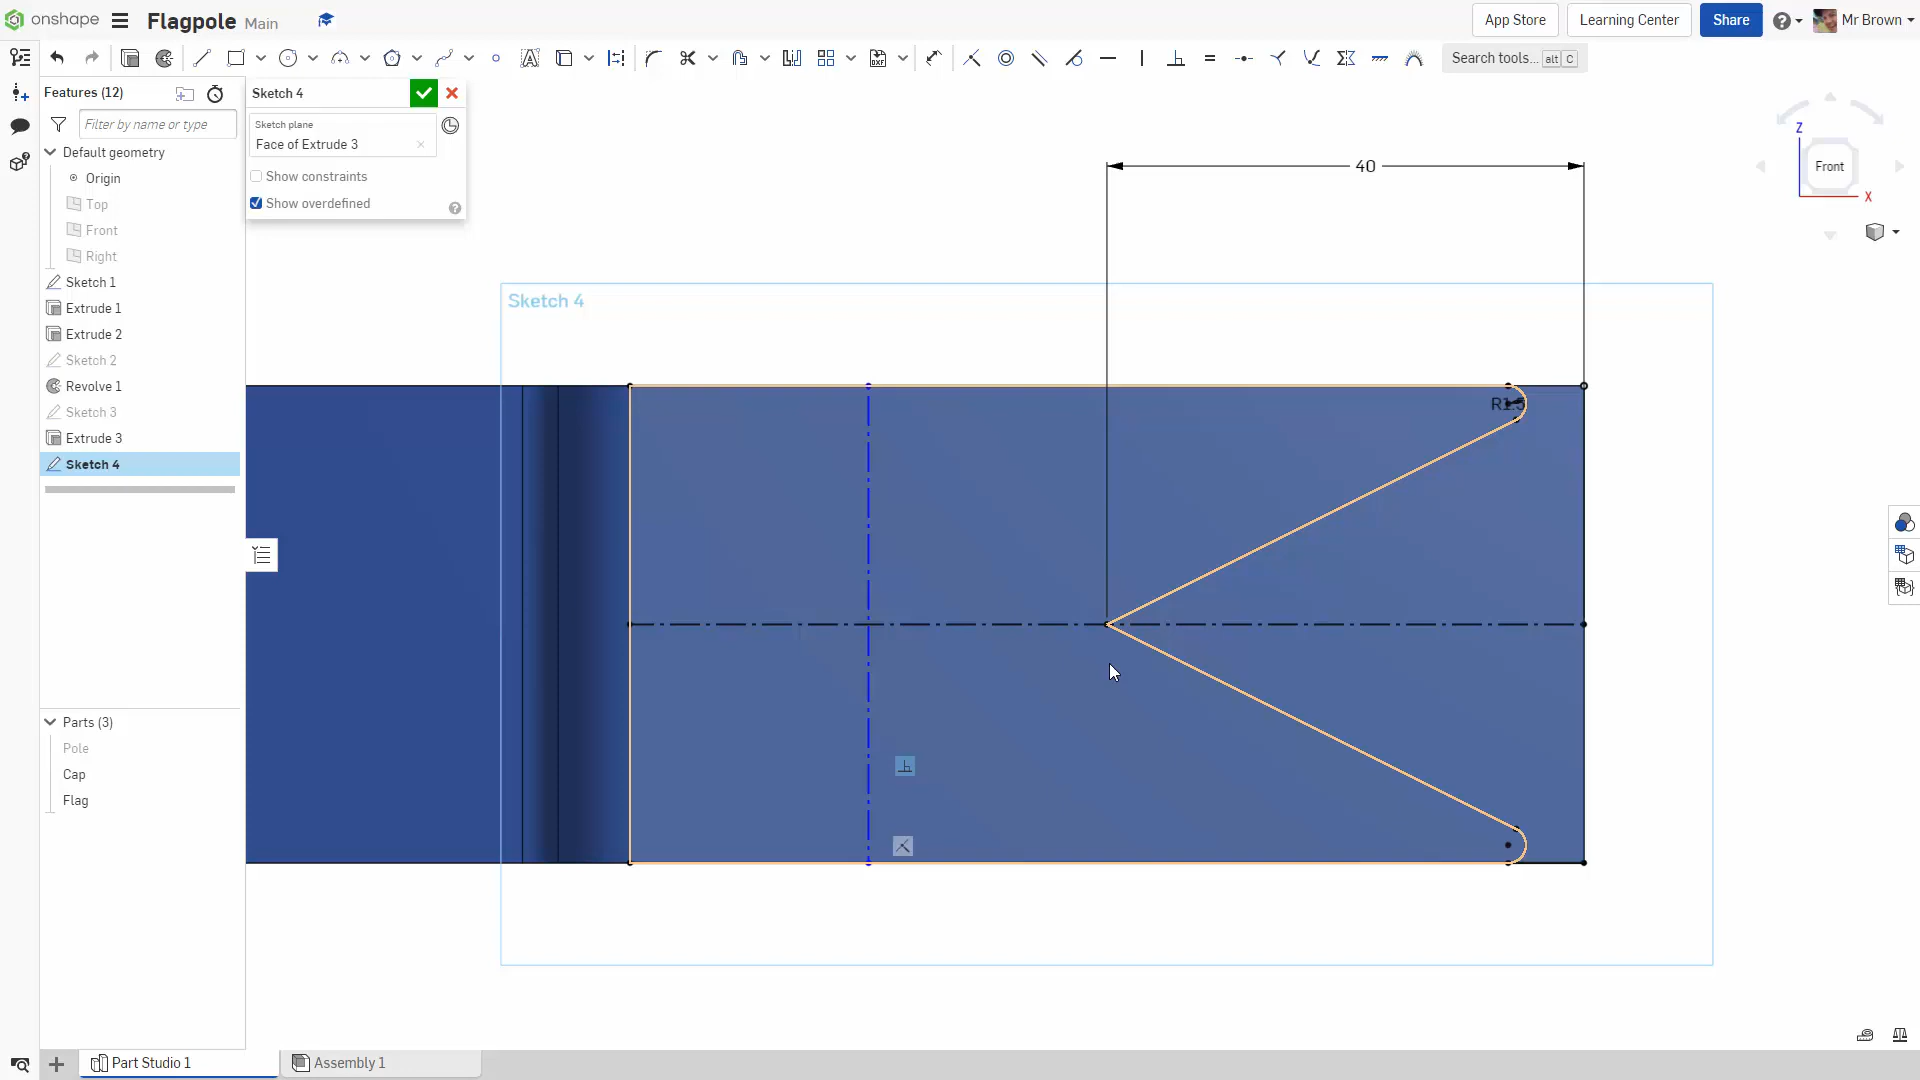 onshape
Flagpole Main
App Store
Learning Center
Share
Mr Brown
Search tools... alt C
Features (12)
Filter by name or type
Default geometry
Origin
Top
Front
Right
Sketch 1
Extrude 1
Extrude 2
Sketch 2
Revolve 1
Sketch 3
Extrude 3
Sketch 4
Parts (3)
Pole
Cap
Flag
Sketch 4
Sketch plane
Face of Extrude 3
Show constraints
Show overdefined
40
Sketch 4
R1.5
Z
Front
X
Part Studio 1
Assembly 1